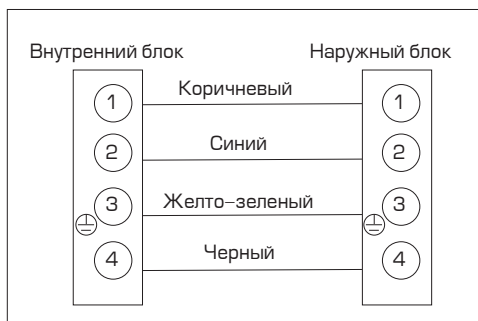 Внутренний блок Наружный блок
1 Коричневый 1
2 Синий 2
3 Желто–зеленый 3
4 Черный 4